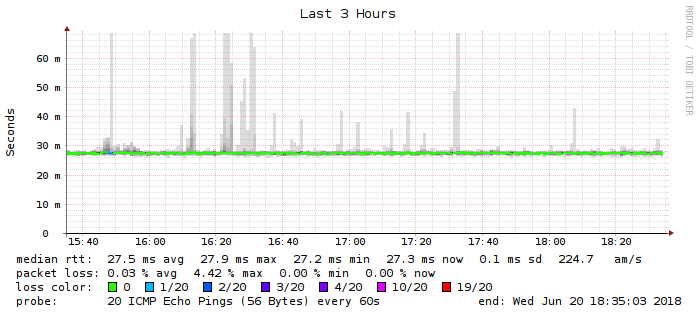 Last 3 Hours
RRDTOOL / TOBI OETIKER
Seconds
60 m
50 m
40 m
30 m
20 m
10 m
0
15:40 16:00 16:20 16:40 17:00 17:20 17:40 18:00 18:20
median rtt: 27.5 ms avg 27.9 ms max 27.2 ms min 27.3 ms now 0.1 ms sd 224.7 am/s
packet loss: 0.03 % avg 4.42 % max 0.00 % min 0.00 % now
loss color: 0 1/20 2/20 3/20 4/20 10/20 19/20
probe: 20 ICMP Echo Pings (56 Bytes) every 60s end: Wed Jun 20 18:35:03 2018